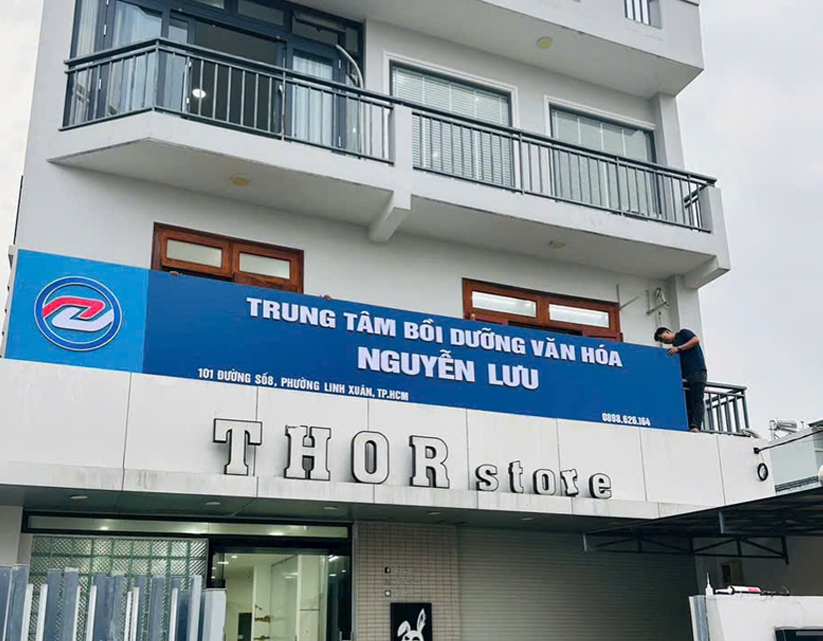 TRUNG TÂM BỒI DƯỠNG VĂN HÓA
NGUYỄN LƯU
101 ĐƯỜNG SỐ8, PHƯỜNG LINH XUÂN, TP.HCM
0898.626.164
THOR store